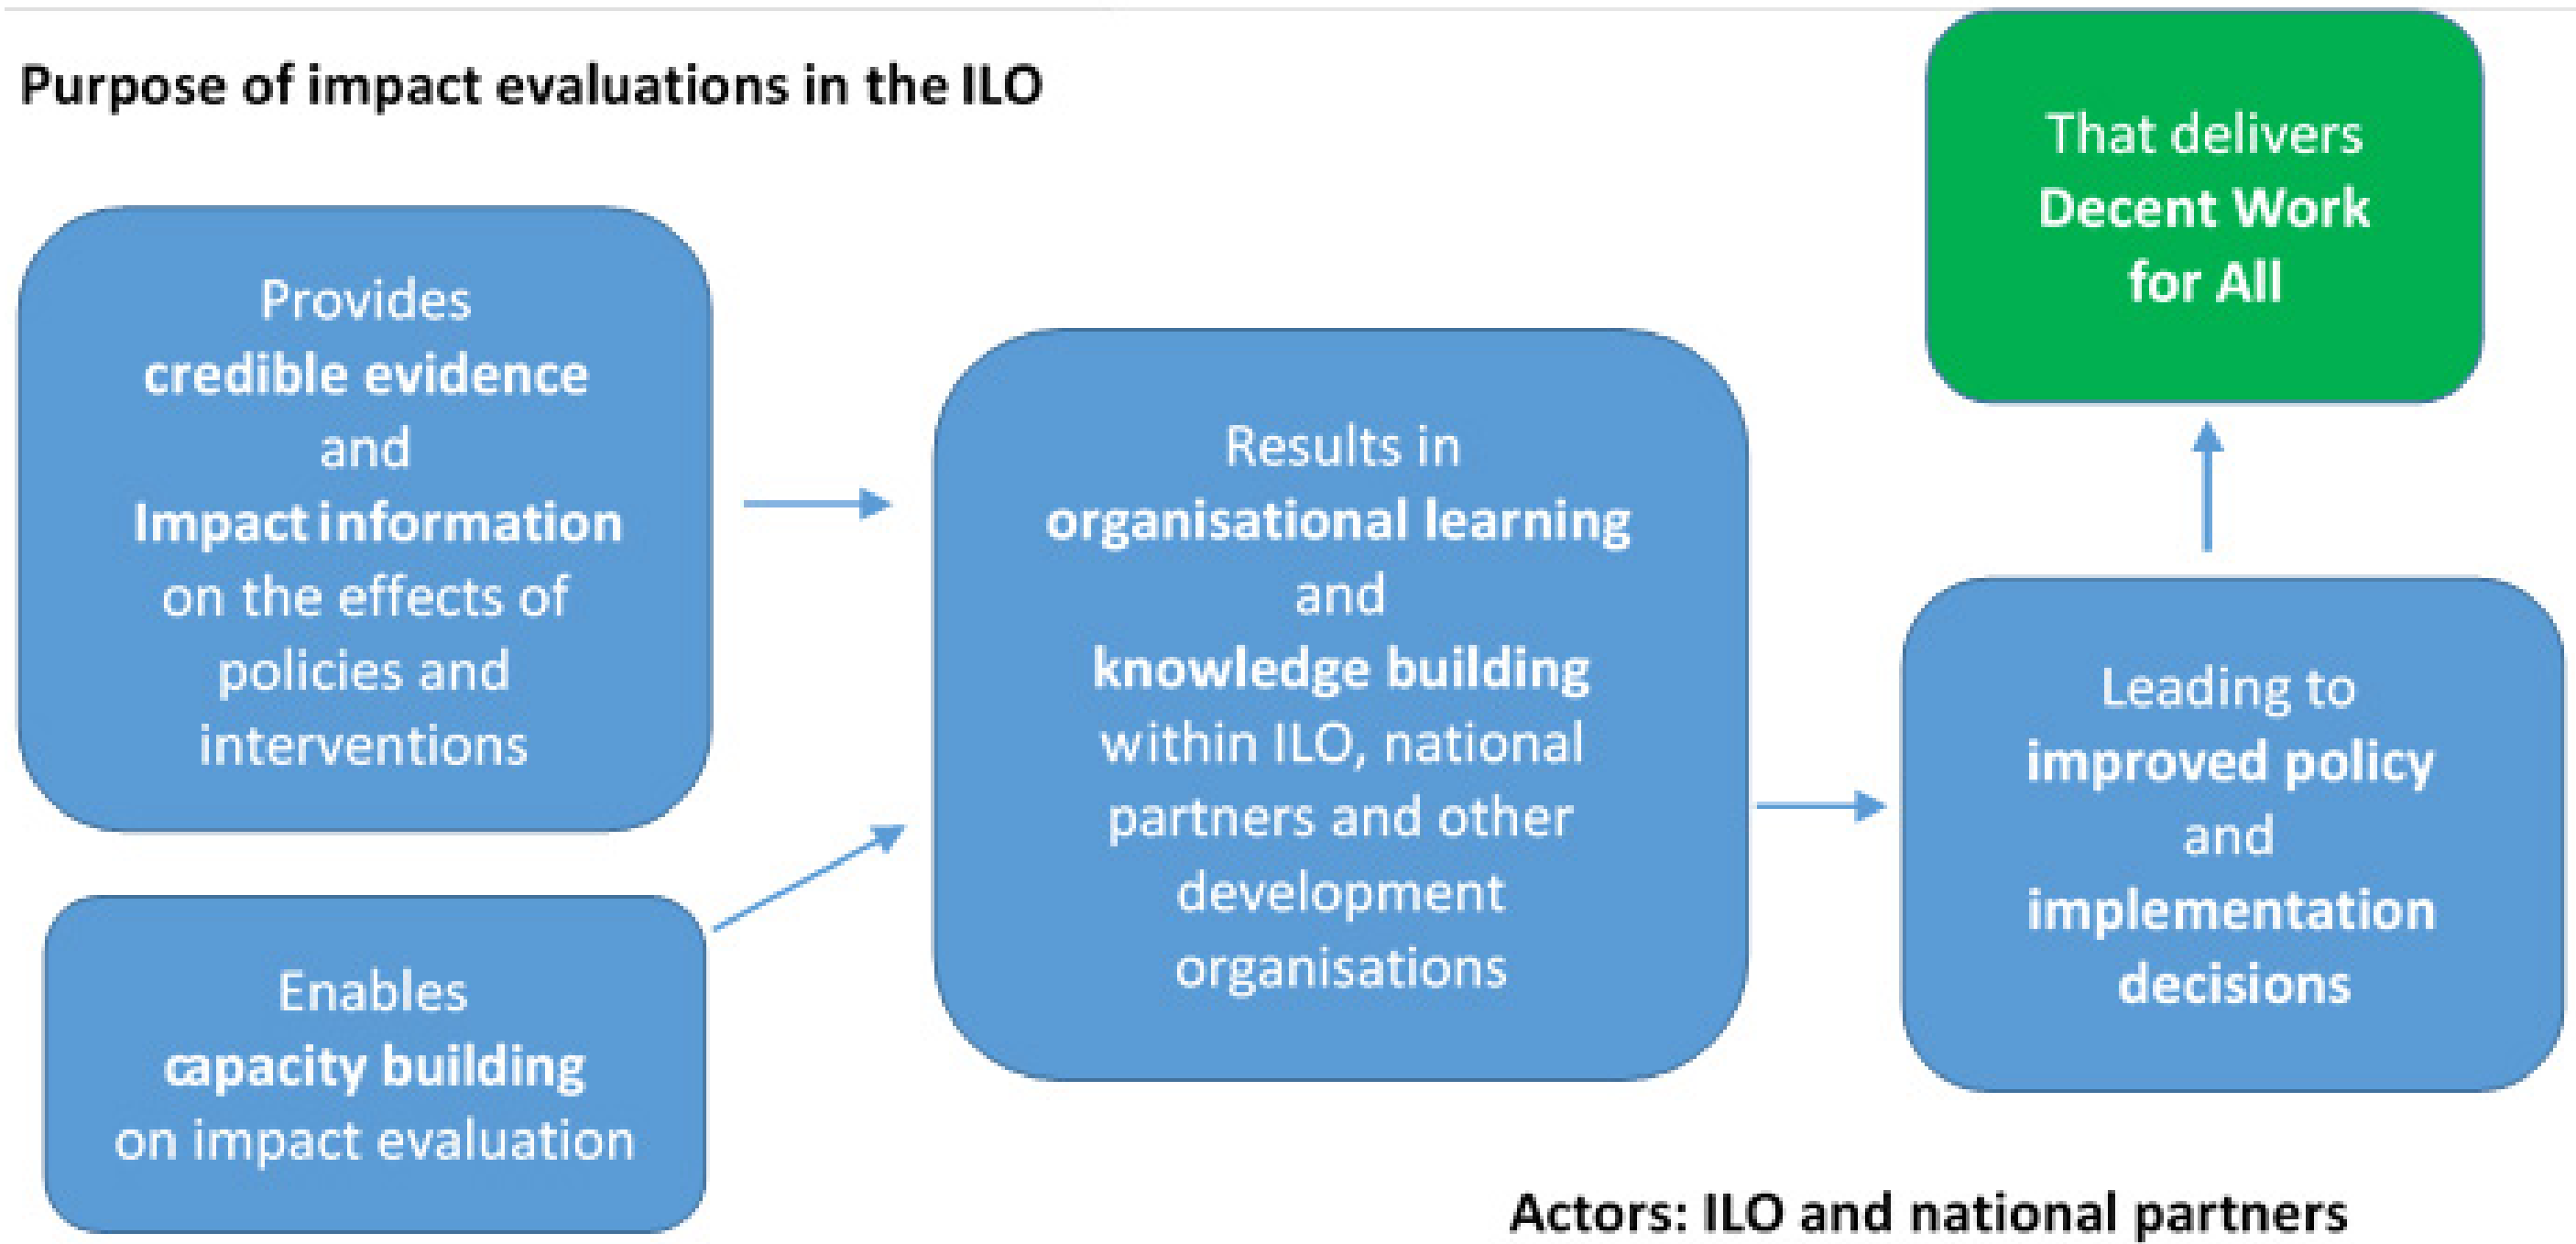 Purpose of impact evaluations in the ILO
Provides
credible evidence
and
Impact information
on the effects of
policies and
interventions
Enables
capacity building
on impact evaluation
Results in
organisational learning
and
knowledge building
within ILO, national
partners and other
development
organisations
Leading to
improved policy
and
implementation
decisions
That delivers
Decent Work
for All
Actors: ILO and national partners